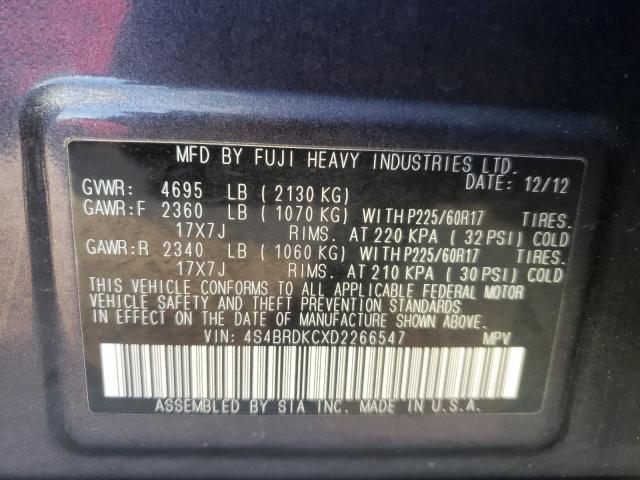 MFD BY FUJI HEAVY INDUSTRIES LTD.
DATE: 12/12
GVWR: 4695 LB ( 2130 KG)
GAWR:F 2360 LB ( 1070 KG) WITH P225/60R17 TIRES.
17X7J RIMS. AT 220 KPA ( 32 PSI) COLD
GAWR:R 2340 LB ( 1060 KG) WITH P225/60R17 TIRES.
17X7J RIMS. AT 210 KPA ( 30 PSI) COLD
THIS VEHICLE CONFORMS TO ALL APPLICABLE FEDERAL MOTOR
VEHICLE SAFETY AND THEFT PREVENTION STANDARDS
IN EFFECT ON THE DATE OF MANUFACTURE SHOWN ABOVE.
VIN: 4S4BRDKCXD2266547 MPV
ASSEMBLED BY SIA INC. MADE IN U.S.A.